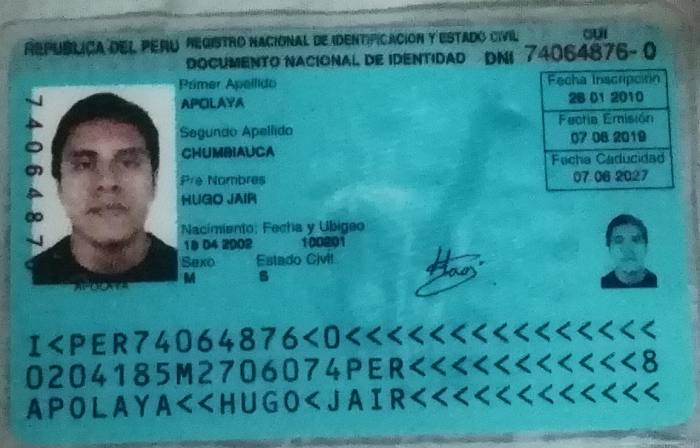 REPUBLICA DEL PERU REGISTRO NACIONAL DE IDENTIFICACION Y ESTADO CIVIL
DOCUMENTO NACIONAL DE IDENTIDAD DNI 74064876-0
CUI
Primer Apellido
APOLAYA
Segundo Apellido
CHUMBIAUCA
Pre Nombres
HUGO JAIR
Nacimiento: Fecha y Ubigeo
18 04 2002 100201
Sexo Estado Civil
M S
Fecha Inscripción
26 01 2010
Fecha Emisión
07 06 2019
Fecha Caducidad
07 06 2027
APOLAYA
I<PER74064876<0<<<<<<<<<<<<<<<
0204185M2706074PER<<<<<<<<<<<8
APOLAYA<<HUGO<JAIR<<<<<<<<<<<<